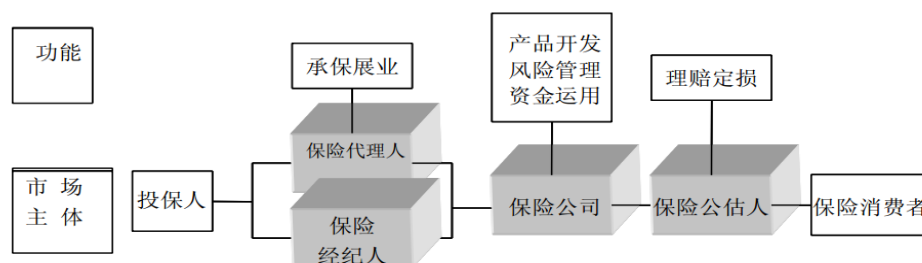 功能
承保展业
产品开发
风险管理
资金运用
理赔定损
市 场
主 体
投保人
保险代理人
保险
经纪人
保险公司
保险公估人
保险消费者